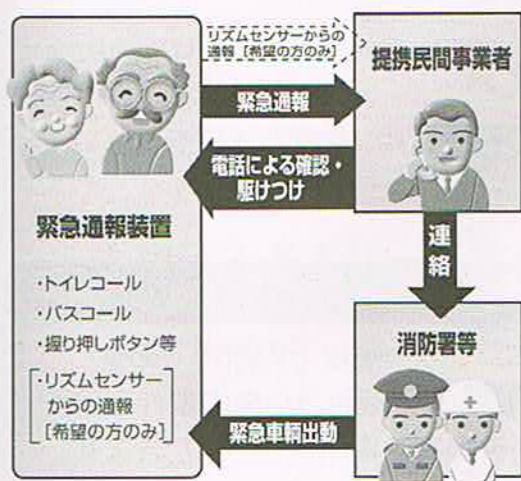 リズムセンサーからの
通報［希望の方のみ］
提携民間事業者
緊急通報
電話による確認・
駆けつけ
緊急通報装置
・トイレコール
・バスコール
・握り押しボタン等
・リズムセンサー
からの通報
［希望の方のみ］
連絡
消防署等
緊急車輌出動